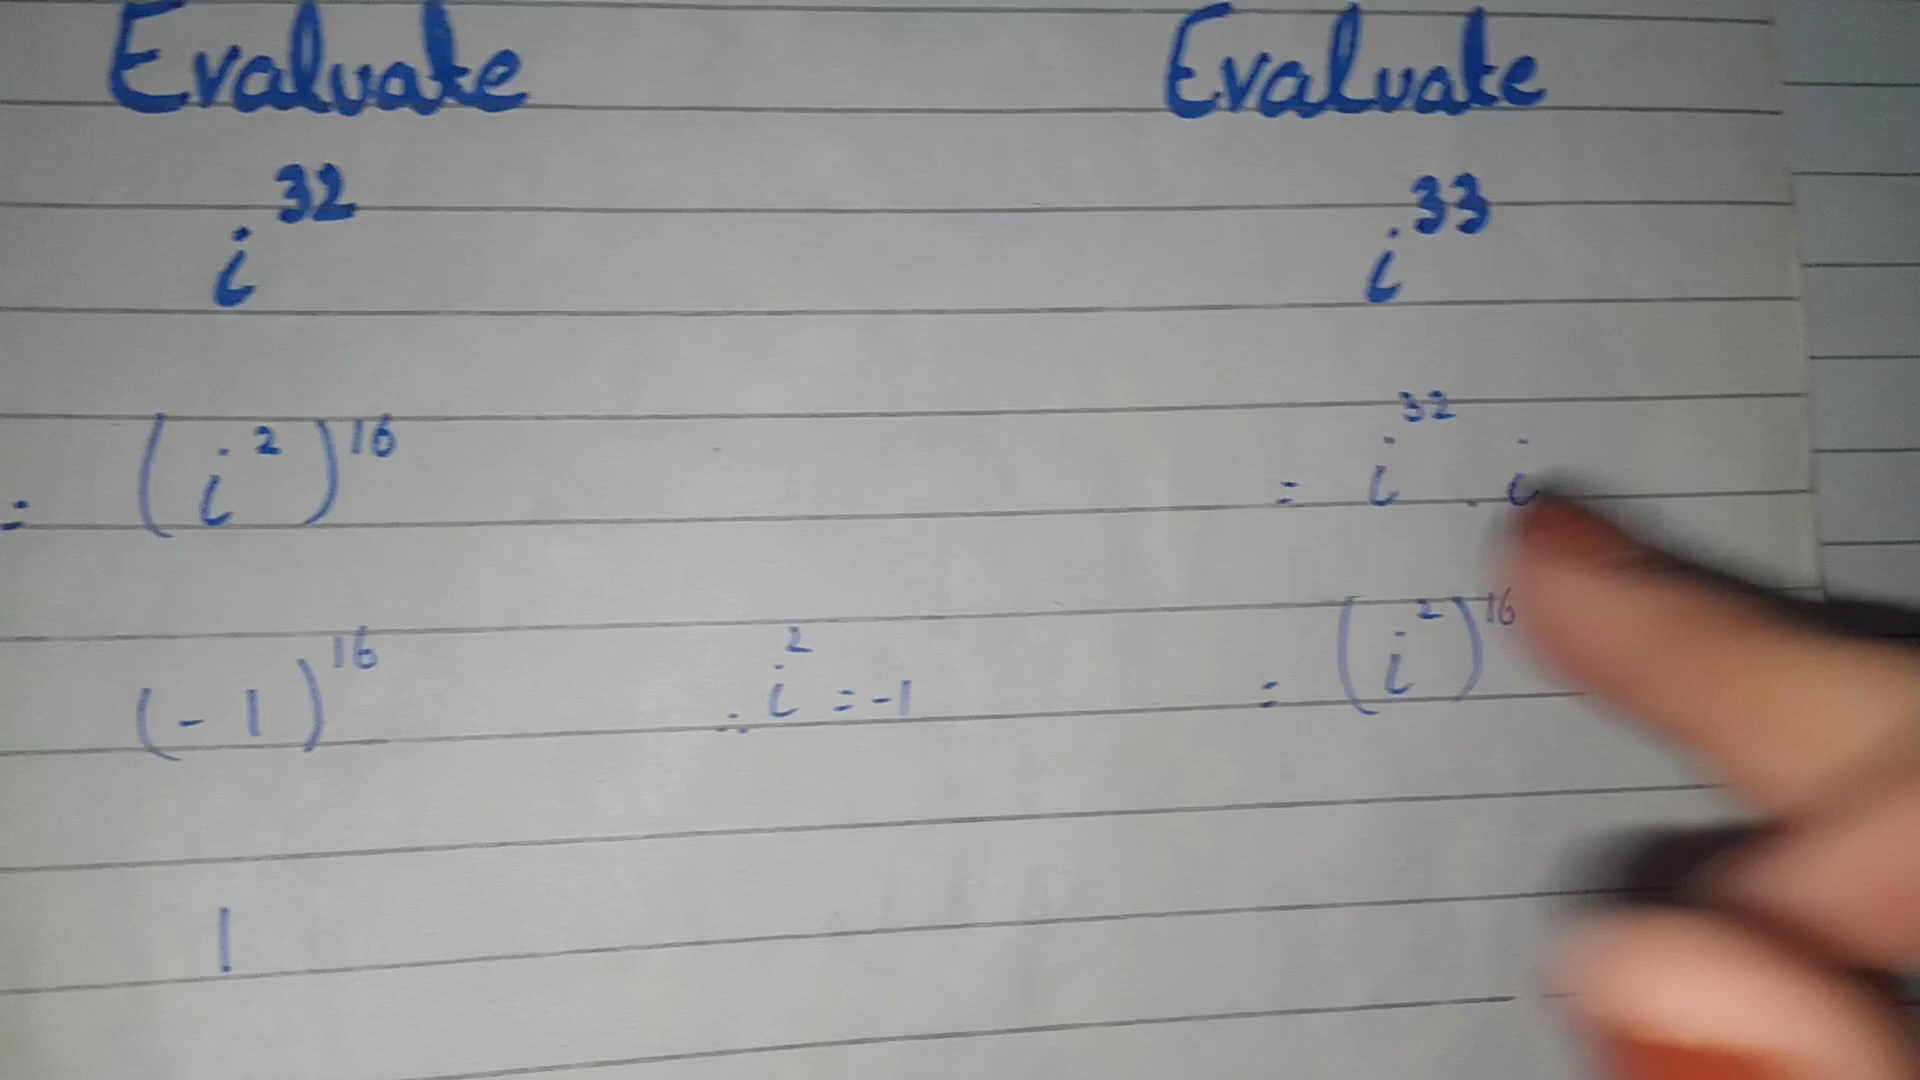 Evaluate
i^32
= (i^2)^16
(-1)^16
∵ i^2 = -1
1
Evaluate
i^33
= i^32 . i
= (i^2)^16